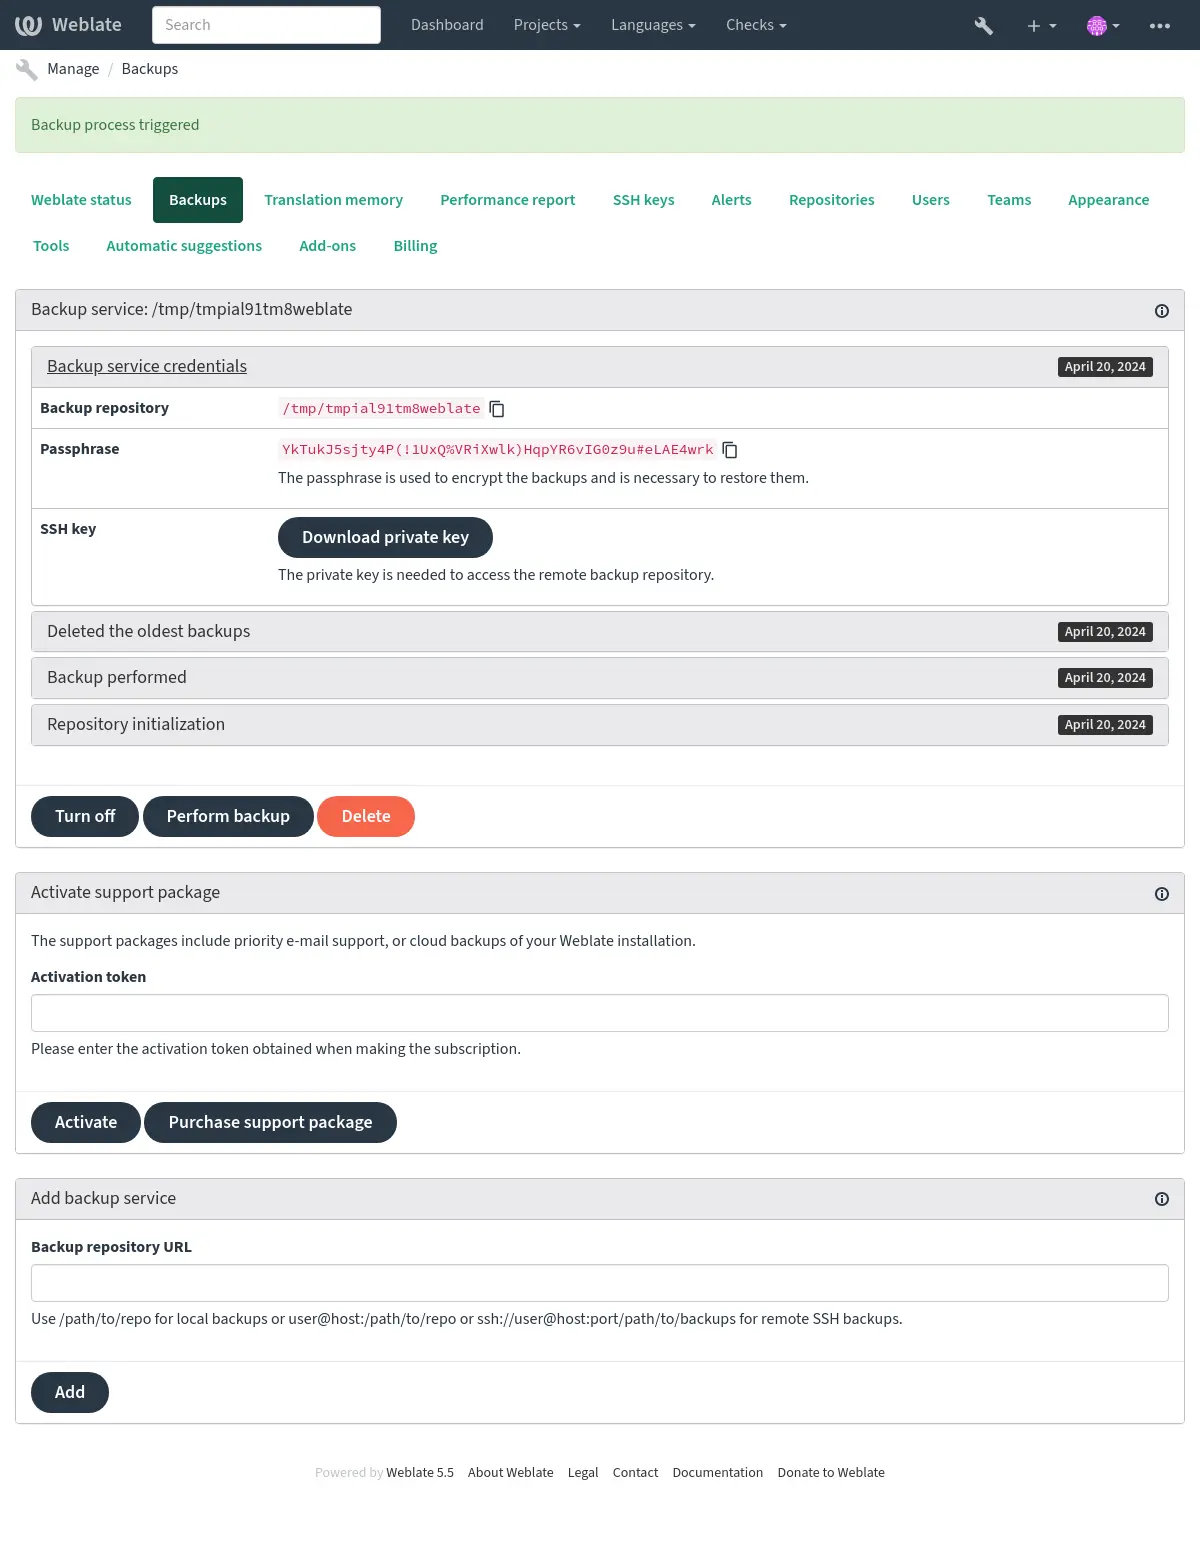 Weblate Search Dashboard Projects Languages Checks
Manage / Backups
Backup process triggered
Weblate status Backups Translation memory Performance report SSH keys Alerts Repositories Users Teams Appearance
Tools Automatic suggestions Add-ons Billing
Backup service: /tmp/tmpial91tm8weblate
Backup service credentials April 20, 2024
Backup repository /tmp/tmpial91tm8weblate
Passphrase YkTukJ5sjty4P(!1UxQ%VRiXwlk)HqpYR6vIG0z9u#eLAE4wrk
The passphrase is used to encrypt the backups and is necessary to restore them.
SSH key Download private key
The private key is needed to access the remote backup repository.
Deleted the oldest backups April 20, 2024
Backup performed April 20, 2024
Repository initialization April 20, 2024
Turn off Perform backup Delete
Activate support package
The support packages include priority e-mail support, or cloud backups of your Weblate installation.
Activation token
Please enter the activation token obtained when making the subscription.
Activate Purchase support package
Add backup service
Backup repository URL
Use /path/to/repo for local backups or user@host:/path/to/repo or ssh://user@host:port/path/to/backups for remote SSH backups.
Add
Powered by Weblate 5.5 About Weblate Legal Contact Documentation Donate to Weblate